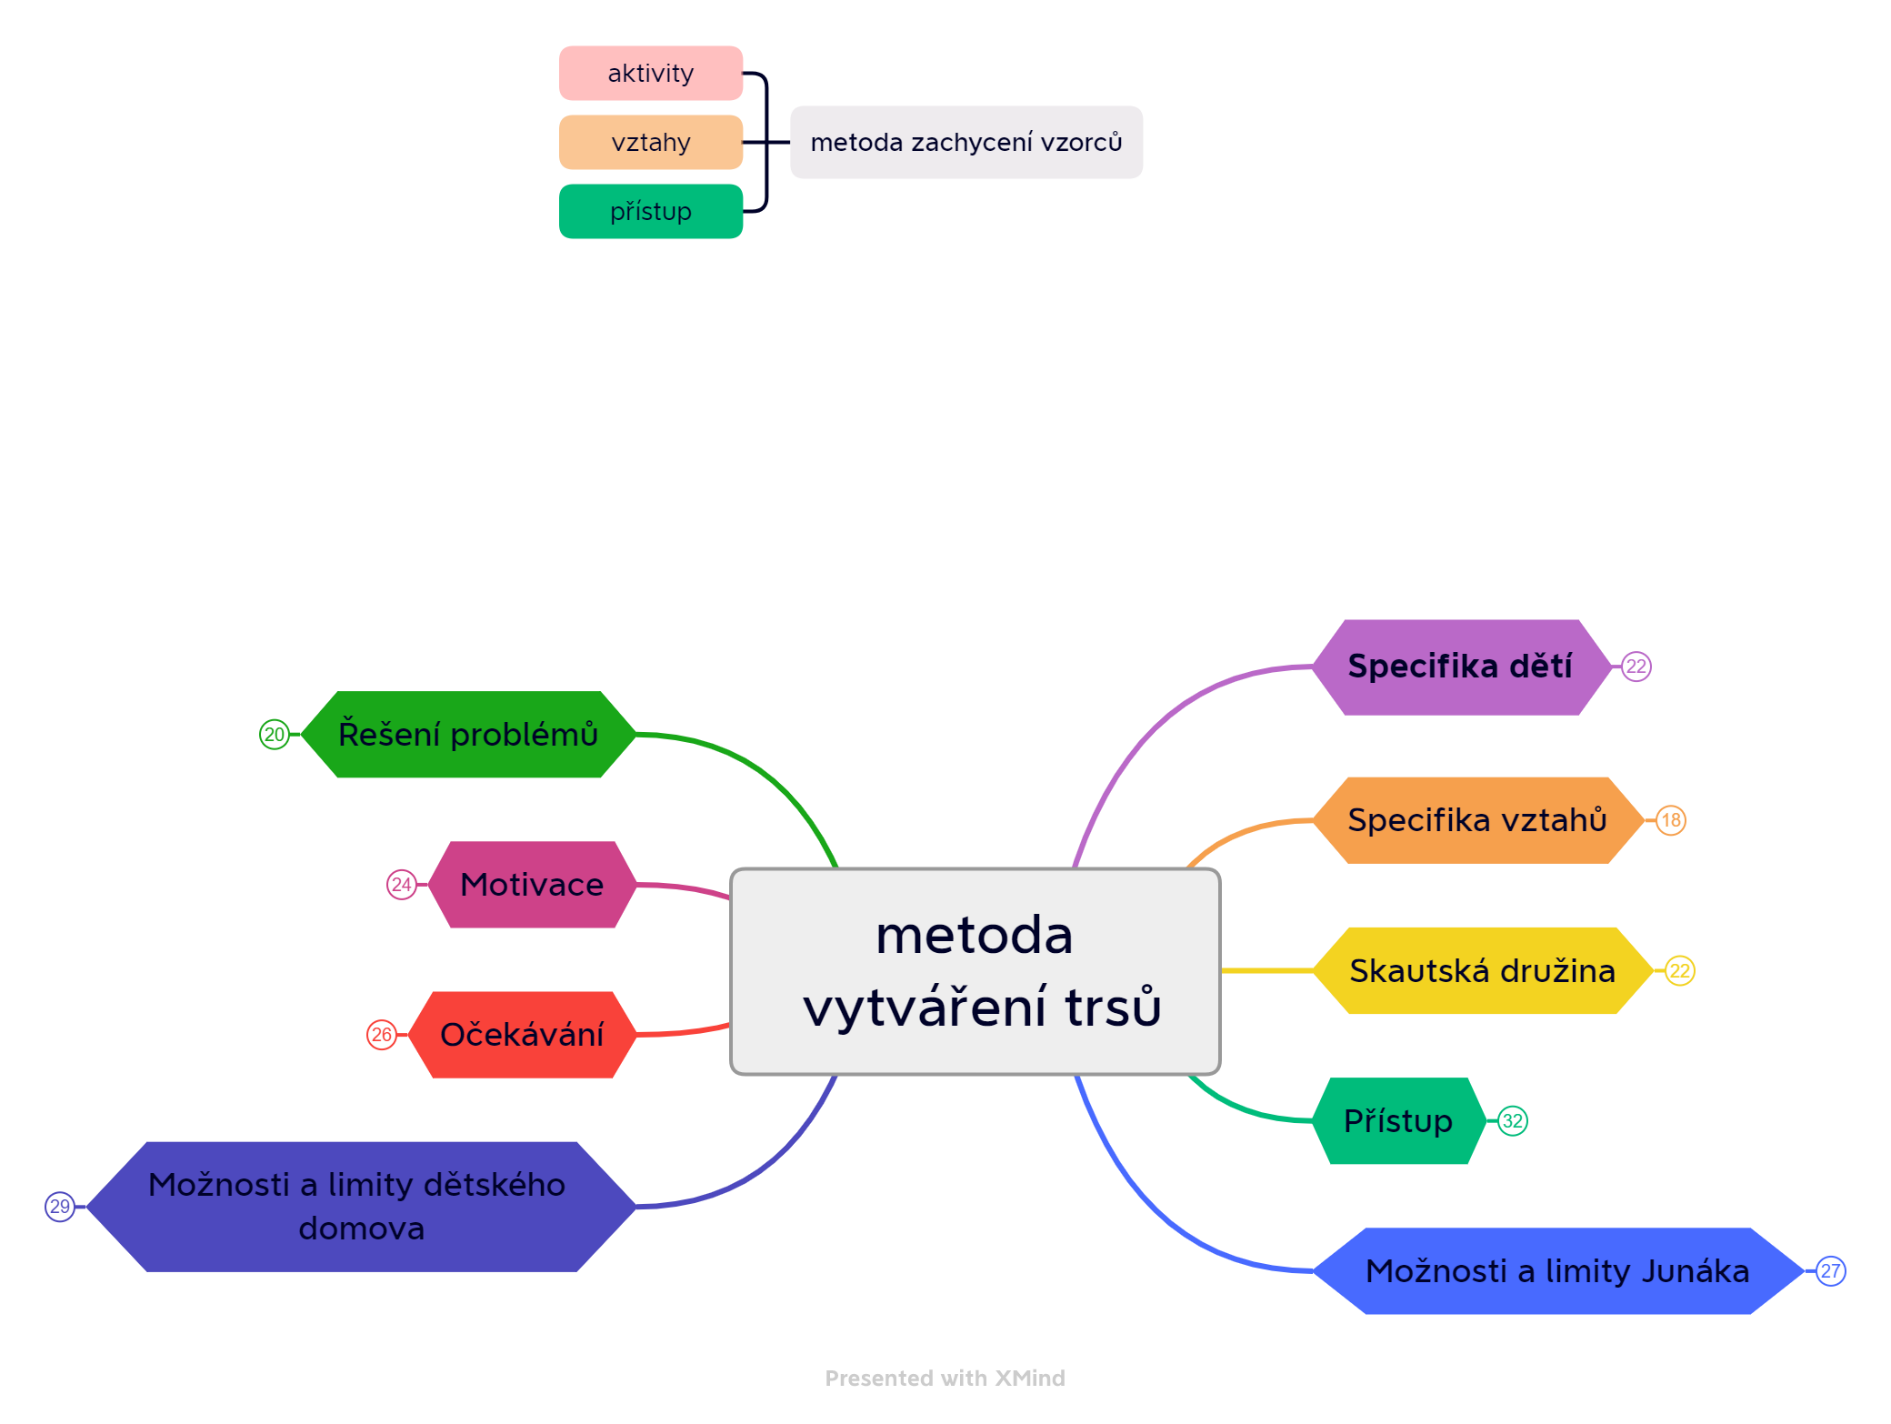 aktivity
vztahy
přístup
metoda zachycení vzorců
metoda
vytváření trsů
Specifika dětí
22
Specifika vztahů
18
Skautská družina
22
Přístup
32
Možnosti a limity Junáka
27
Řešení problémů
20
Motivace
24
Očekávání
26
Možnosti a limity dětského
domova
29
Presented with XMind